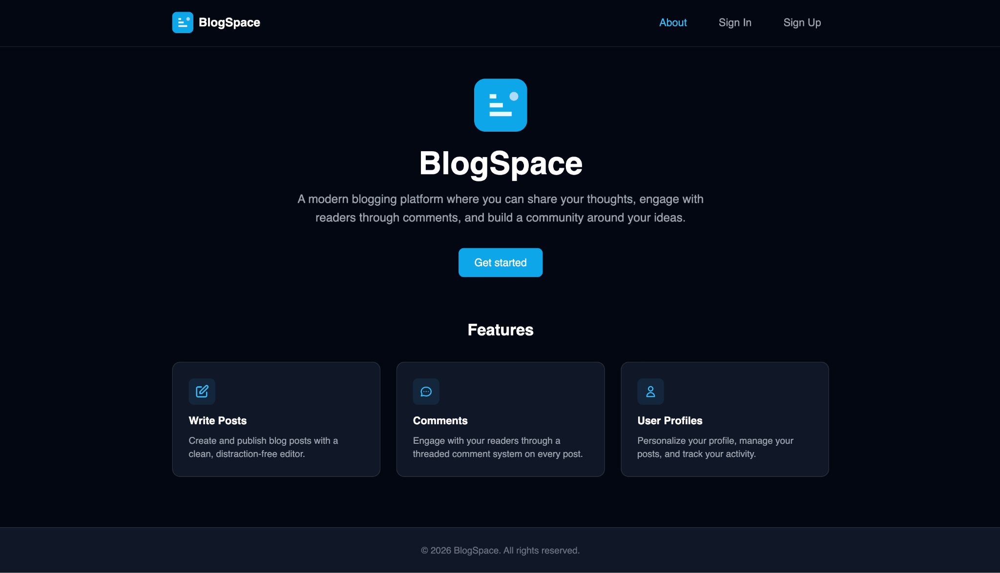 BlogSpace
About
Sign In
Sign Up
BlogSpace
A modern blogging platform where you can share your thoughts, engage with
readers through comments, and build a community around your ideas.
Get started
Features
Write Posts
Create and publish blog posts with a
clean, distraction-free editor.
Comments
Engage with your readers through a
threaded comment system on every post.
User Profiles
Personalize your profile, manage your
posts, and track your activity.
© 2026 BlogSpace. All rights reserved.